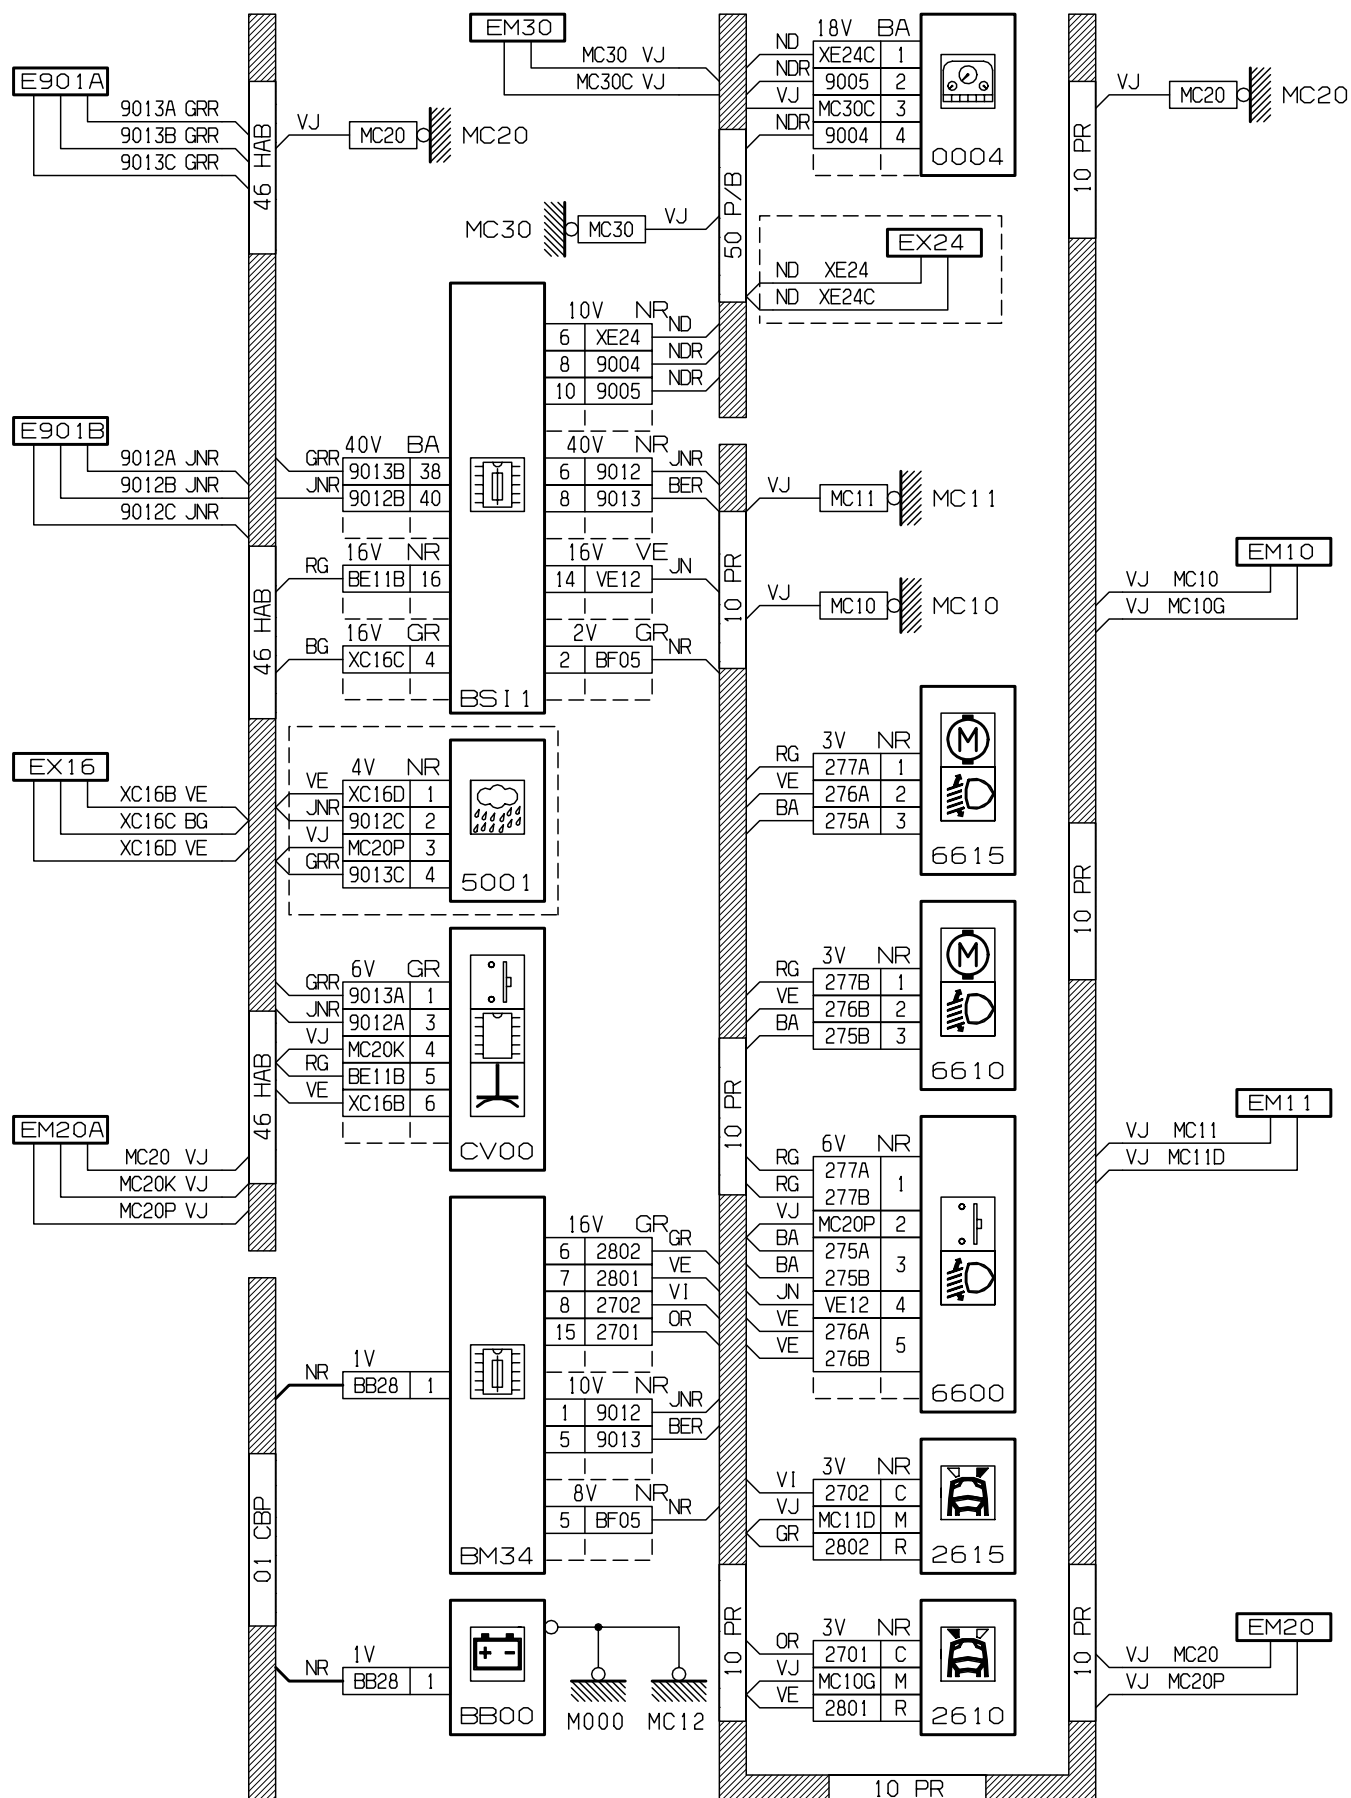 E901A
9013A GRR
9013B GRR
9013C GRR
46 HAB
VJ
MC20
MC20
EM30
MC30 VJ
MC30C VJ
MC30
MC30
VJ
50 P/B
18V BA
ND XE24C 1
NDR 9005 2
VJ MC30C 3
NDR 9004 4
0004
EX24
ND XE24
ND XE24C
10 PR
VJ
MC20
MC20
10V NR
6 XE24 ND
8 9004 NDR
10 9005 NDR
E901B
9012A JNR
9012B JNR
9012C JNR
46 HAB
40V BA
GRR 9013B 38
JNR 9012B 40
16V NR
RG BE11B 16
16V GR
BG XC16C 4
BSI1
40V NR
6 9012 JNR
8 9013 BER
16V VE
14 VE12 JN
2V GR
2 BF05 NR
10 PR
VJ
MC11
MC11
VJ
MC10
MC10
EM10
VJ MC10
VJ MC10G
EX16
XC16B VE
XC16C BG
XC16D VE
4V NR
VE XC16D 1
JNR 9012C 2
VJ MC20P 3
GRR 9013C 4
5001
3V NR
RG 277A 1
VE 276A 2
BA 275A 3
M
6615
10 PR
6V GR
GRR 9013A 1
JNR 9012A 3
VJ MC20K 4
RG BE11B 5
VE XC16B 6
CV00
46 HAB
3V NR
RG 277B 1
VE 276B 2
BA 275B 3
M
6610
10 PR
EM20A
MC20 VJ
MC20K VJ
MC20P VJ
6V NR
RG 277A
RG 277B
1
VJ MC20P 2
BA 275A
BA 275B
3
JN VE12 4
VE 276A
VE 276B
5
6600
EM11
VJ MC11
VJ MC11D
16V GR
6 2802 GR
7 2801 VE
8 2702 VI
15 2701 OR
1V
NR BB28 1
10V NR
1 9012 JNR
5 9013 BER
8V NR
5 BF05 NR
BM34
01 CBP
3V NR
VI 2702 C
VJ MC11D M
GR 2802 R
2615
1V
NR BB28 1
+ -
BB00
M000
MC12
10 PR
3V NR
OR 2701 C
VJ MC10G M
VE 2801 R
2610
10 PR
EM20
VJ MC20
VJ MC20P
10 PR